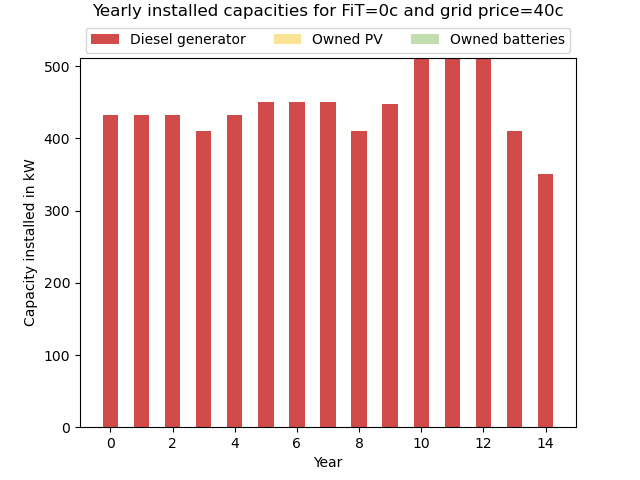 Yearly installed capacities for FiT=0c and grid price=40c
Diesel generator Owned PV Owned batteries
500
400
300
200
100
0
Capacity installed in kW
0 2 4 6 8 10 12 14
Year